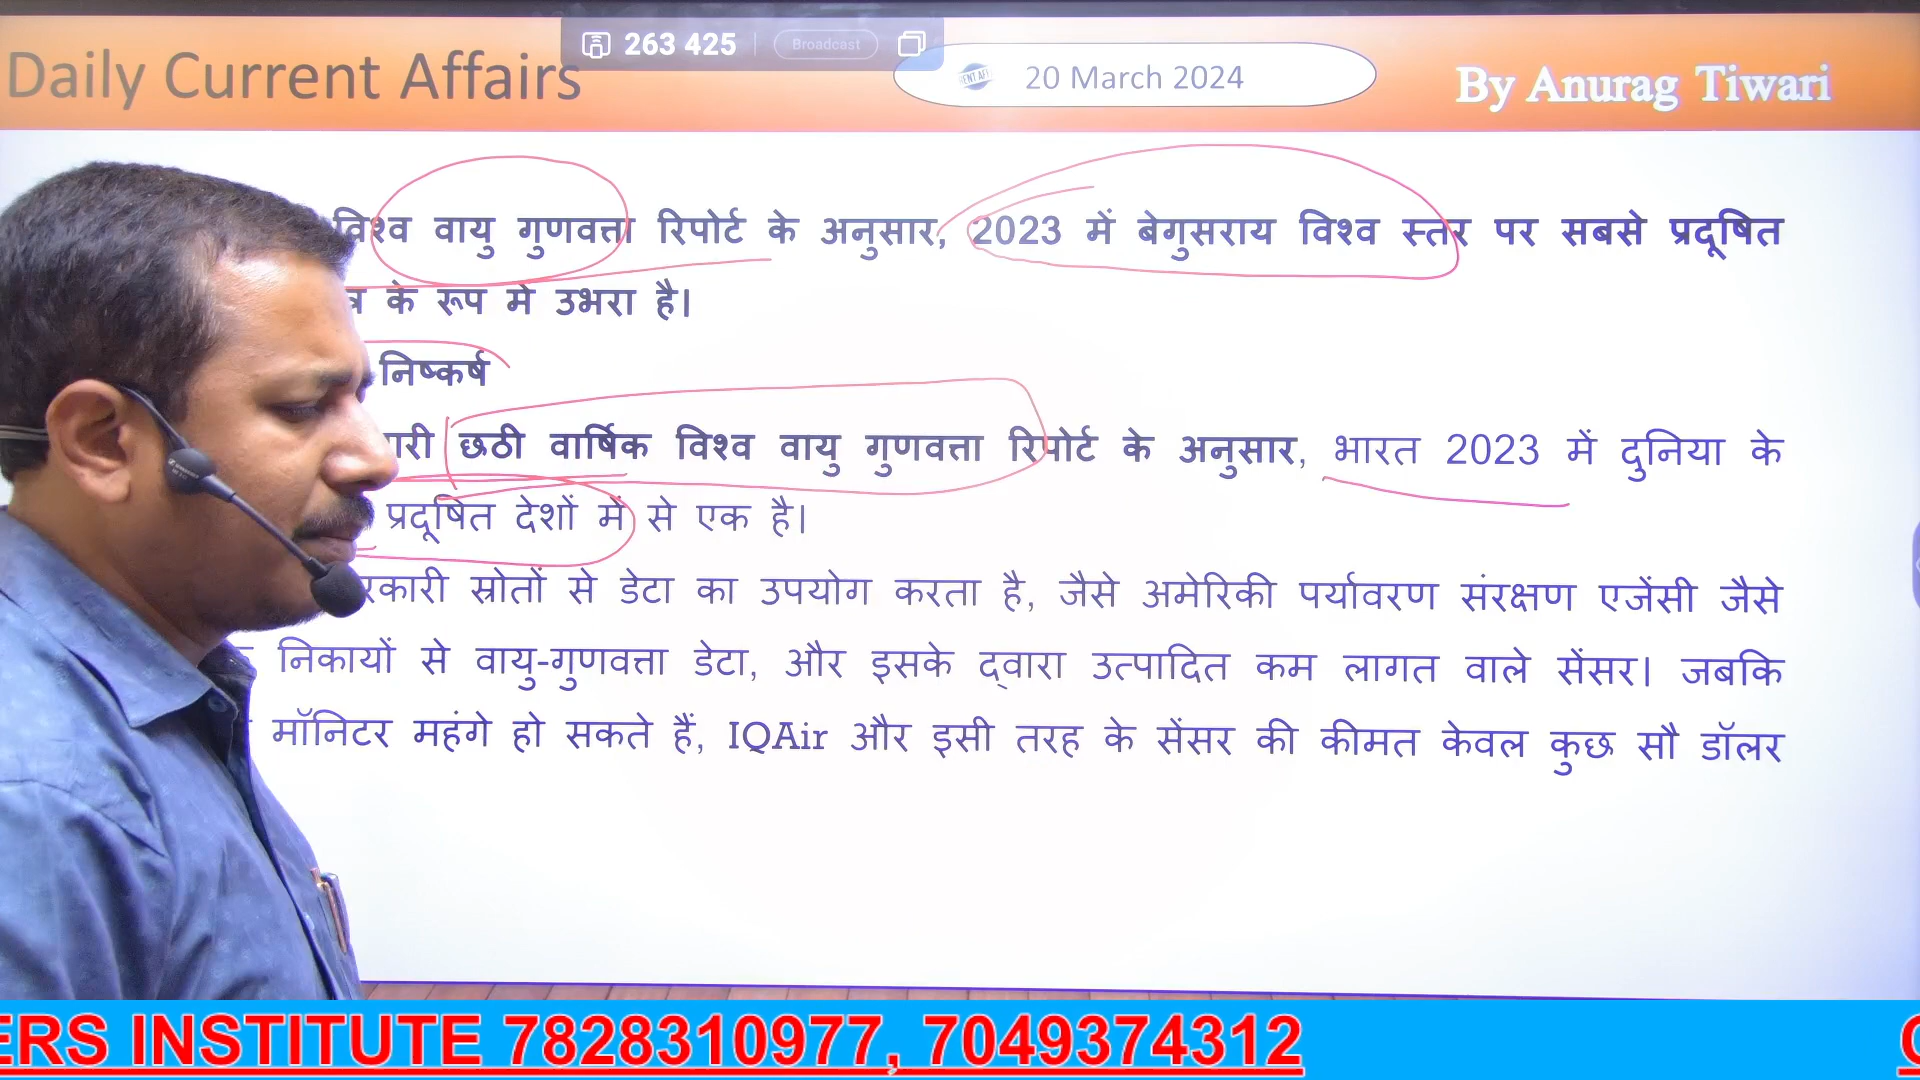 263 425 Broadcast
Daily Current Affairs
20 March 2024
By Anurag Tiwari
विश्व वायु गुणवत्ता रिपोर्ट के अनुसार, 2023 में बेगुसराय विश्व स्तर पर सबसे प्रदूषित
के रूप मे उभरा है।
निष्कर्ष
छठी वार्षिक विश्व वायु गुणवत्ता रिपोर्ट के अनुसार, भारत 2023 में दुनिया के
प्रदूषित देशों में से एक है।
स्रोतों से डेटा का उपयोग करता है, जैसे अमेरिकी पर्यावरण संरक्षण एजेंसी जैसे
निकायों से वायु-गुणवत्ता डेटा, और इसके द्वारा उत्पादित कम लागत वाले सेंसर। जबकि
मॉनिटर महंगे हो सकते हैं, IQAir और इसी तरह के सेंसर की कीमत केवल कुछ सौ डॉलर
ERS INSTITUTE 7828310977, 7049374312